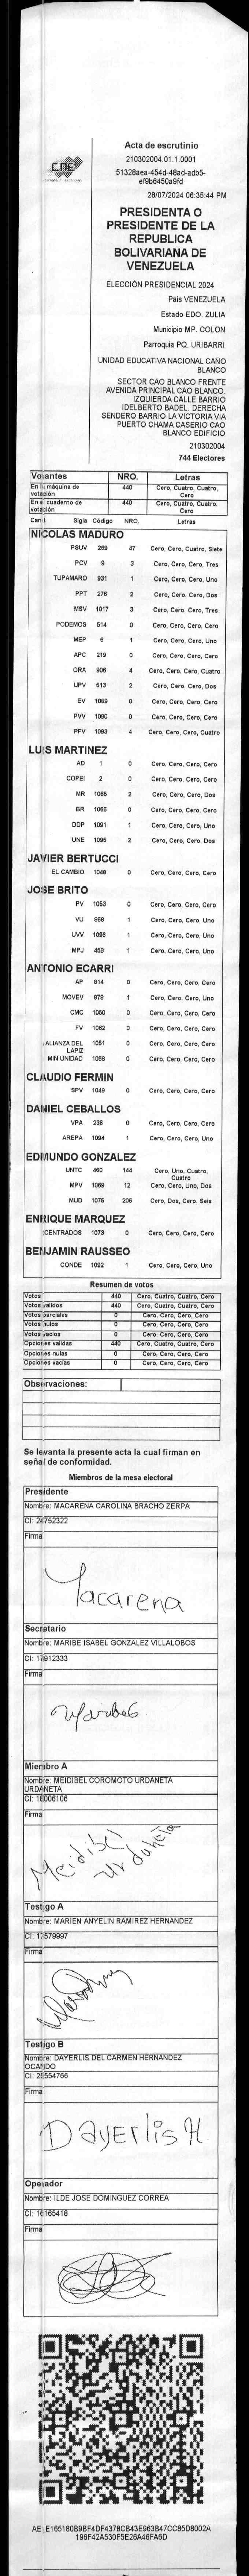 Acta de escrutinio
210302004.01.1.0001
51328aea-454d-48ad-adb5-
ef9b6450a9fd
28/07/2024 06:35:44 PM
CNE
PRESIDENTA O
PRESIDENTE DE LA
REPUBLICA
BOLIVARIANA DE
VENEZUELA
ELECCIÓN PRESIDENCIAL 2024
Pais VENEZUELA
Estado EDO. ZULIA
Municipio MP. COLON
Parroquia PQ. URIBARRI
UNIDAD EDUCATIVA NACIONAL CAÑO
BLANCO
SECTOR CAO BLANCO FRENTE
AVENIDA PRINCIPAL CAO BLANCO.
IZQUIERDA CALLE BARRIO
IDELBERTO BADEL. DERECHA
SENDERO BARRIO LA VICTORIA VIA
PUERTO CHAMA CASERIO CAO
BLANCO EDIFICIO
210302004
744 Electores
Votantes NRO. Letras
En la máquina de votación 440 Cero, Cuatro, Cuatro, Cero
En el cuaderno de votación 440 Cero, Cuatro, Cuatro, Cero
Cand. Sigla Código NRO. Letras
NICOLAS MADURO
PSUV 269 47 Cero, Cero, Cuatro, Siete
PCV 9 3 Cero, Cero, Cero, Tres
TUPAMARO 931 1 Cero, Cero, Cero, Uno
PPT 276 2 Cero, Cero, Cero, Dos
MSV 1017 3 Cero, Cero, Cero, Tres
PODEMOS 514 0 Cero, Cero, Cero, Cero
MEP 6 1 Cero, Cero, Cero, Uno
APC 219 0 Cero, Cero, Cero, Cero
ORA 906 4 Cero, Cero, Cero, Cuatro
UPV 513 2 Cero, Cero, Cero, Dos
EV 1089 0 Cero, Cero, Cero, Cero
PVV 1090 0 Cero, Cero, Cero, Cero
PFV 1093 4 Cero, Cero, Cero, Cuatro
LUIS MARTINEZ
AD 1 0 Cero, Cero, Cero, Cero
COPEI 2 0 Cero, Cero, Cero, Cero
MR 1065 2 Cero, Cero, Cero, Dos
BR 1066 0 Cero, Cero, Cero, Cero
DDP 1091 1 Cero, Cero, Cero, Uno
UNE 1095 2 Cero, Cero, Cero, Dos
JAVIER BERTUCCI
EL CAMBIO 1048 0 Cero, Cero, Cero, Cero
JOSE BRITO
PV 1053 0 Cero, Cero, Cero, Cero
VU 868 1 Cero, Cero, Cero, Uno
UVV 1096 1 Cero, Cero, Cero, Uno
MPJ 458 1 Cero, Cero, Cero, Uno
ANTONIO ECARRI
AP 814 0 Cero, Cero, Cero, Cero
MOVEV 878 1 Cero, Cero, Cero, Uno
CMC 1050 0 Cero, Cero, Cero, Cero
FV 1062 0 Cero, Cero, Cero, Cero
ALIANZA DEL LAPIZ 1051 0 Cero, Cero, Cero, Cero
MIN UNIDAD 1068 0 Cero, Cero, Cero, Cero
CLAUDIO FERMIN
SPV 1049 0 Cero, Cero, Cero, Cero
DANIEL CEBALLOS
VPA 236 0 Cero, Cero, Cero, Cero
AREPA 1094 1 Cero, Cero, Cero, Uno
EDMUNDO GONZALEZ
UNTC 460 144 Cero, Uno, Cuatro, Cuatro
MPV 1069 12 Cero, Cero, Uno, Dos
MUD 1075 206 Cero, Dos, Cero, Seis
ENRIQUE MARQUEZ
CENTRADOS 1073 0 Cero, Cero, Cero, Cero
BENJAMIN RAUSSEO
CONDE 1092 1 Cero, Cero, Cero, Uno
Resumen de votos
Votos 440 Cero, Cuatro, Cuatro, Cero
Votos validos 440 Cero, Cuatro, Cuatro, Cero
Votos parciales 0 Cero, Cero, Cero, Cero
Votos nulos 0 Cero, Cero, Cero, Cero
Votos vacios 0 Cero, Cero, Cero, Cero
Opciones validas 440 Cero, Cuatro, Cuatro, Cero
Opciones nulas 0 Cero, Cero, Cero, Cero
Opciones vacias 0 Cero, Cero, Cero, Cero
Observaciones:
Se levanta la presente acta la cual firman en
señal de conformidad.
Miembros de la mesa electoral
Presidente
Nombre: MACARENA CAROLINA BRACHO ZERPA
CI: 24752322
Firma
Macarena
Secretario
Nombre: MARIBE ISABEL GONZALEZ VILLALOBOS
CI: 17912333
Firma
Miembro A
Nombre: MEIDIBEL COROMOTO URDANETA
URDANETA
CI: 18006106
Firma
Meidibel
Urdaneta
Testigo A
Nombre: MARIEN ANYELIN RAMIREZ HERNANDEZ
CI: 17579997
Firma
Testigo B
Nombre: DAYERLIS DEL CARMEN HERNANDEZ
OCANDO
CI: 25554766
Firma
Dayerlis H
Operador
Nombre: ILDE JOSE DOMINGUEZ CORREA
CI: 16165418
Firma
196F42A530F5E26A46FA6D